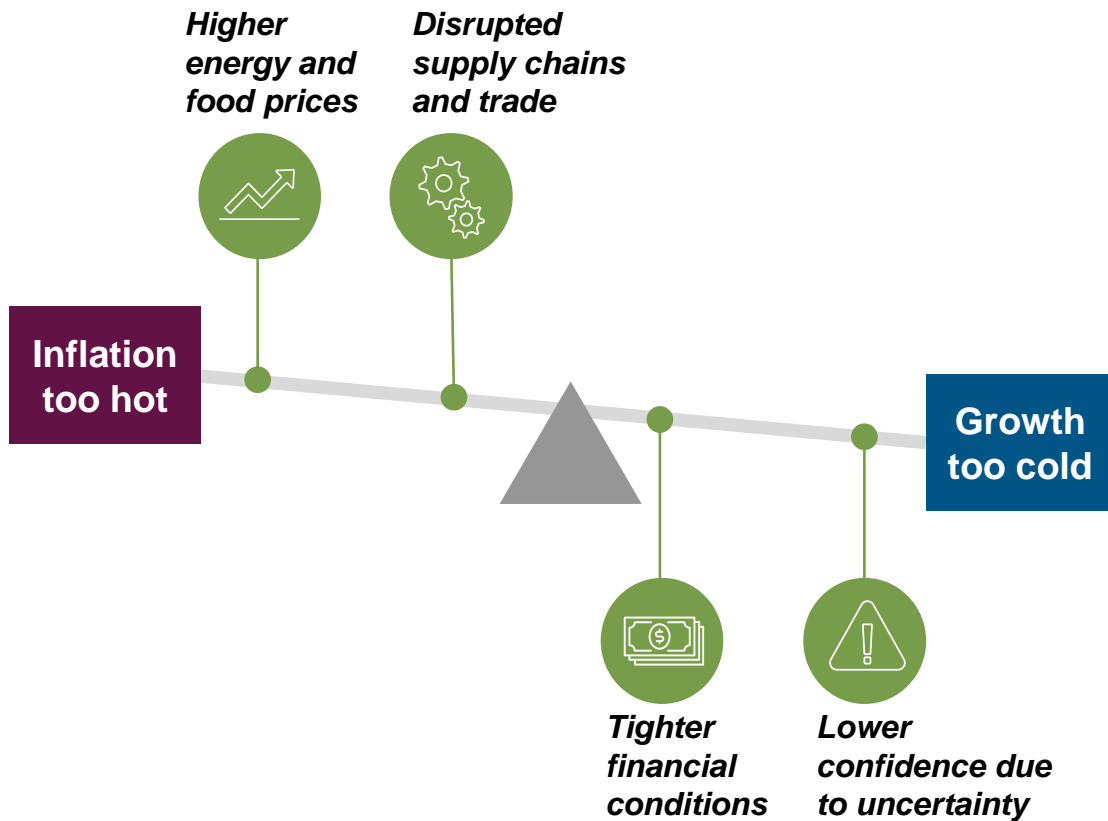 Higher
energy and
food prices
Disrupted
supply chains
and trade
Inflation
too hot
Growth
too cold
$
!
Tighter
financial
conditions
Lower
confidence due
to uncertainty